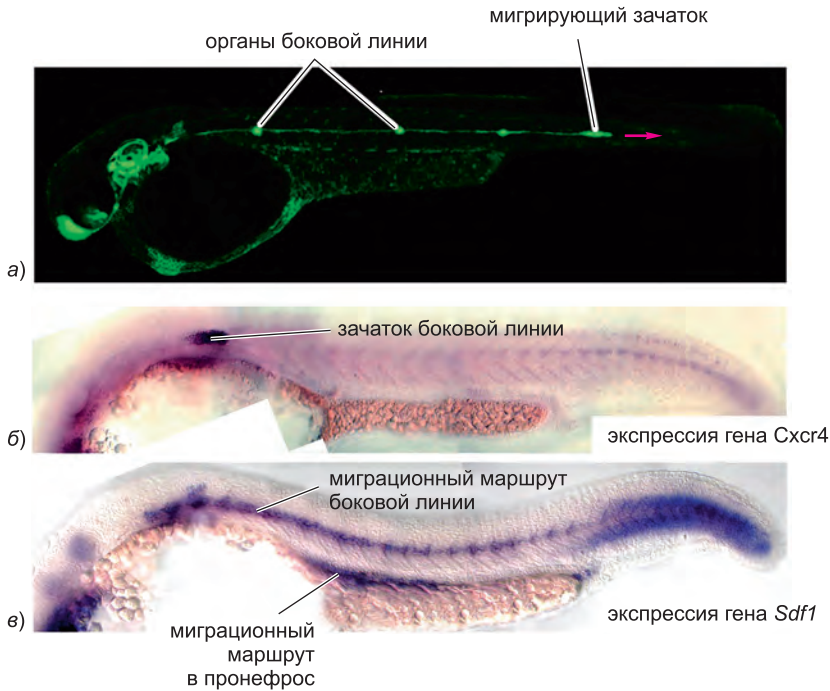 мигрирующий зачаток
органы боковой линии
а)
зачаток боковой линии
б)
экспрессия гена Cxcr4
миграционный маршрут
боковой линии
в)
экспрессия гена Sdf1
миграционный
маршрут
в пронефрос